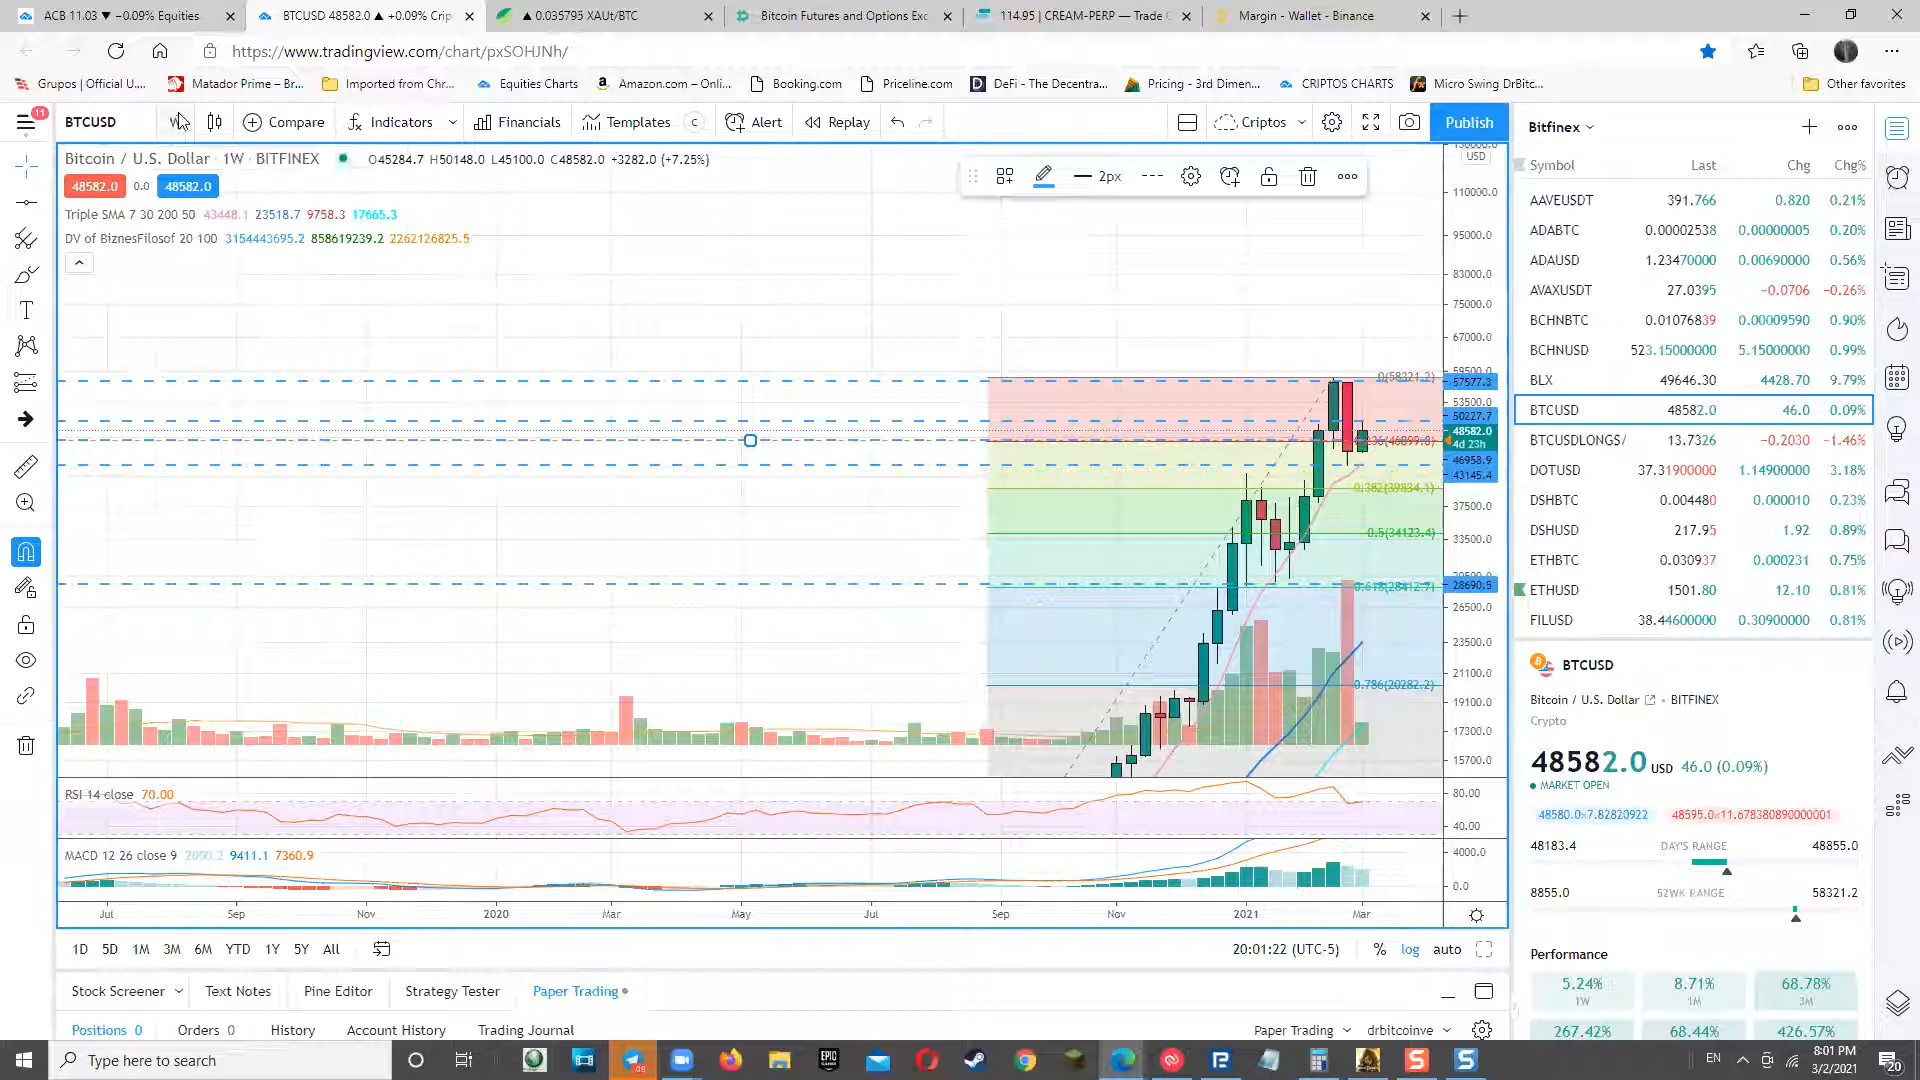 ACB 11.03 ▼ −0.09% Equities
BTCUSD 48582.0 ▲ +0.09% Crip
▲ 0.035795 XAUt/BTC
Bitcoin Futures and Options Exc
114.95 | CREAM-PERP — Trade C
Margin - Wallet - Binance
https://www.tradingview.com/chart/pxSOHJNh/
Grupos | Official U...
Matador Prime – Br...
Imported from Chr...
Equities Charts
Amazon.com – Onli...
Booking.com
Priceline.com
DeFi - The Decentra...
Pricing - 3rd Dimen...
CRIPTOS CHARTS
Micro Swing DrBitc...
Other favorites
11
BTCUSD
W
Compare
Indicators
Financials
Templates
C
Alert
Replay
Criptos
Publish
Bitcoin / U.S. Dollar · 1W · BITFINEX
O45284.7 H50148.0 L45100.0 C48582.0 +3282.0 (+7.25%)
48582.0
0.0
48582.0
Triple SMA 7 30 200 50 43448.1 23518.7 9758.3 17665.3
DV of BiznesFilosof 20 100 3154443695.2 858619239.2 2262126825.5
2px
130000.0
USD
110000.0
95000.0
83000.0
75000.0
67000.0
59500.0
57577.3
53500.0
50227.7
48582.0
4d 23h
46958.9
43145.4
37500.0
33500.0
28690.5
26500.0
23500.0
21100.0
19100.0
17300.0
15700.0
0(58321.2)
0.236(46899.8)
0.382(39834.1)
0.5(34123.4)
0.618(28412.7)
0.786(20282.2)
RSI 14 close 70.00
80.00
40.00
MACD 12 26 close 9 2050.2 9411.1 7360.9
4000.0
0.0
Jul Sep Nov 2020 Mar May Jul Sep Nov 2021 Mar
1D 5D 1M 3M 6M YTD 1Y 5Y All
20:01:22 (UTC-5)
% log auto
Stock Screener
Text Notes
Pine Editor
Strategy Tester
Paper Trading
Positions 0
Orders 0
History
Account History
Trading Journal
Paper Trading
drbitcoinve
Bitfinex
Symbol Last Chg Chg%
AAVEUSDT 391.766 0.820 0.21%
ADABTC 0.00002538 0.00000005 0.20%
ADAUSD 1.23470000 0.00690000 0.56%
AVAXUSDT 27.0395 −0.0706 −0.26%
BCHNBTC 0.01076839 0.00009590 0.90%
BCHNUSD 523.15000000 5.15000000 0.99%
BLX 49646.30 4428.70 9.79%
BTCUSD 48582.0 46.0 0.09%
BTCUSDLONGS/ 13.7326 −0.2030 −1.46%
DOTUSD 37.31900000 1.14900000 3.18%
DSHBTC 0.004480 0.000010 0.23%
DSHUSD 217.95 1.92 0.89%
ETHBTC 0.030937 0.000231 0.75%
ETHUSD 1501.80 12.10 0.81%
FILUSD 38.44600000 0.30900000 0.81%
BTCUSD
Bitcoin / U.S. Dollar • BITFINEX
Crypto
48582.0 USD 46.0 (0.09%)
MARKET OPEN
48580.0×7.82820922
48595.0×11.678380890000001
48183.4 DAY'S RANGE 48855.0
8855.0 52WK RANGE 58321.2
Performance
5.24% 8.71% 68.78%
1W 1M 3M
267.42% 68.44% 426.57%
Type here to search
EPIC
EN
8:01 PM
3/2/2021
20